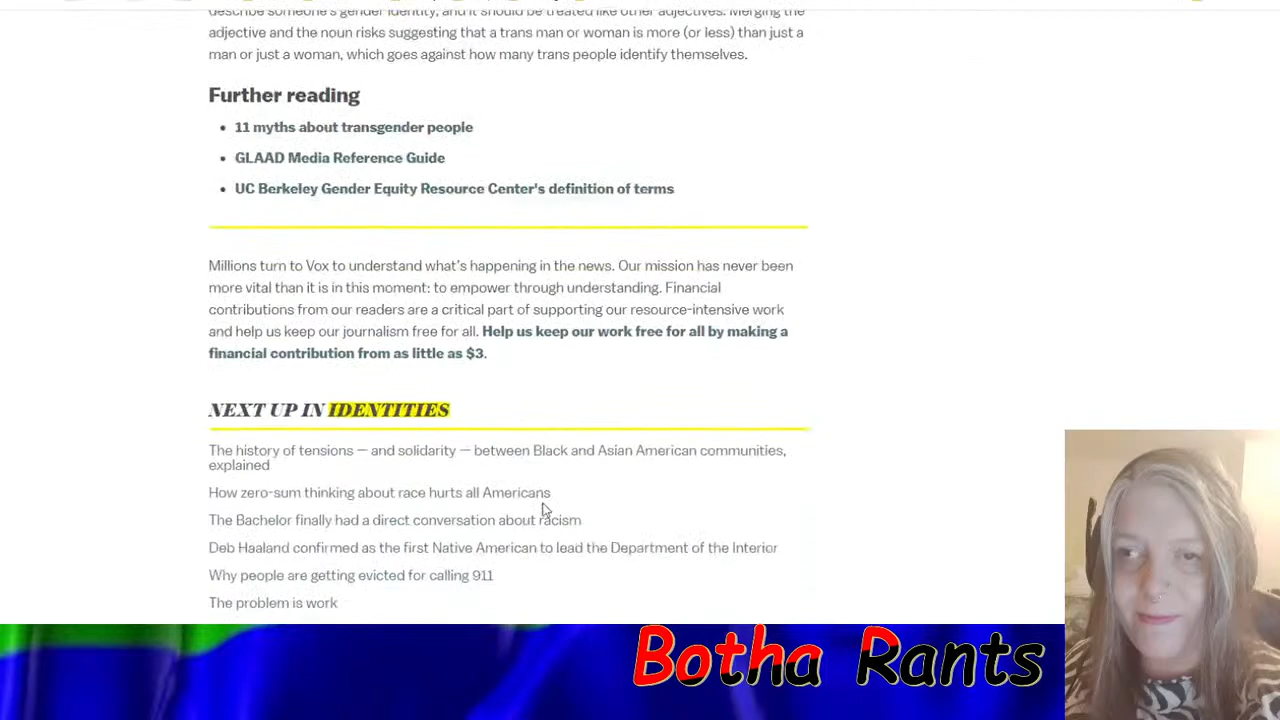 describe someone's gender identity, and it should be treated like other adjectives. Merging the
adjective and the noun risks suggesting that a trans man or woman is more (or less) than just a
man or just a woman, which goes against how many trans people identify themselves.
Further reading
• 11 myths about transgender people
• GLAAD Media Reference Guide
• UC Berkeley Gender Equity Resource Center's definition of terms
Millions turn to Vox to understand what's happening in the news. Our mission has never been
more vital than it is in this moment: to empower through understanding. Financial
contributions from our readers are a critical part of supporting our resource-intensive work
and help us keep our journalism free for all. Help us keep our work free for all by making a
financial contribution from as little as $3.
NEXT UP IN IDENTITIES
The history of tensions — and solidarity — between Black and Asian American communities,
explained
How zero-sum thinking about race hurts all Americans
The Bachelor finally had a direct conversation about racism
Deb Haaland confirmed as the first Native American to lead the Department of the Interior
Why people are getting evicted for calling 911
The problem is work
Botha Rants